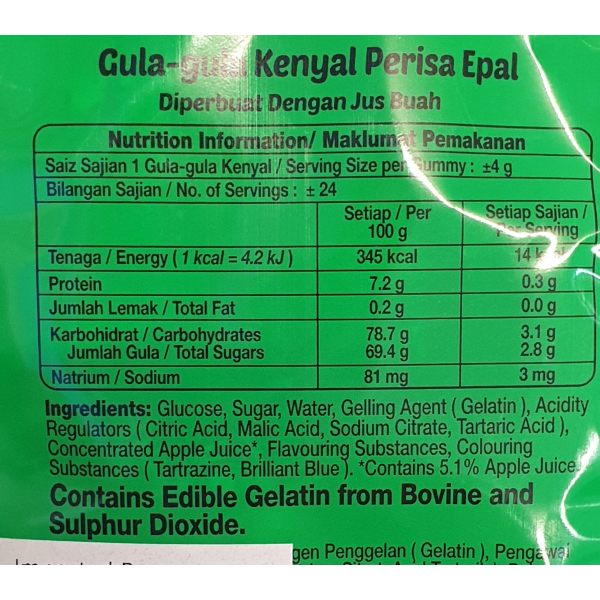 Gula-gula Kenyal Perisa Epal
Diperbuat Dengan Jus Buah
Nutrition Information/ Maklumat Pemakanan
Saiz Sajian 1 Gula-gula Kenyal / Serving Size per Gummy : ±4 g
Bilangan Sajian / No. of Servings : ± 24
Setiap / Per 100 g Setiap Sajian / Per Serving
Tenaga / Energy ( 1 kcal = 4.2 kJ ) 345 kcal 14 kcal
Protein 7.2 g 0.3 g
Jumlah Lemak / Total Fat 0.2 g 0.0 g
Karbohidrat / Carbohydrates 78.7 g 3.1 g
Jumlah Gula / Total Sugars 69.4 g 2.8 g
Natrium / Sodium 81 mg 3 mg
Ingredients: Glucose, Sugar, Water, Gelling Agent ( Gelatin ), Acidity
Regulators ( Citric Acid, Malic Acid, Sodium Citrate, Tartaric Acid ),
Concentrated Apple Juice*, Flavouring Substances, Colouring
Substances ( Tartrazine, Brilliant Blue ). *Contains 5.1% Apple Juice.
Contains Edible Gelatin from Bovine and
Sulphur Dioxide.
Penggelan ( Gelatin ), Pengawal